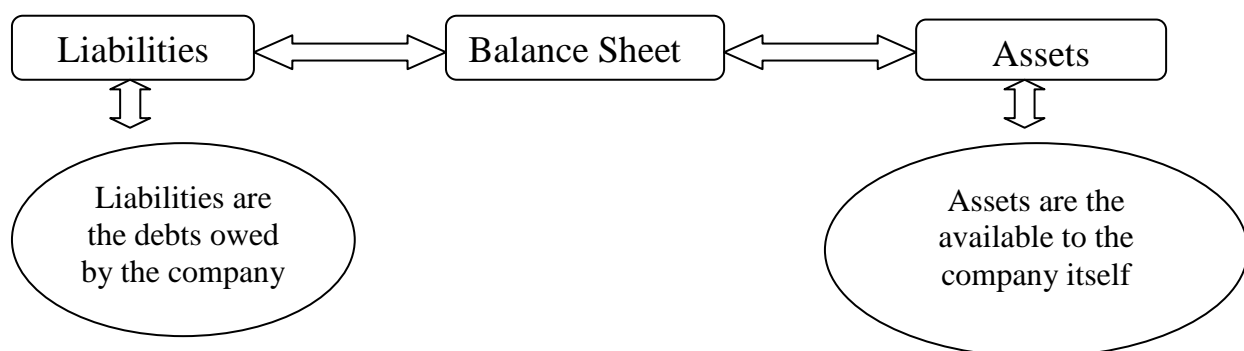 Liabilities
Balance Sheet
Assets
Liabilities are
the debts owed
by the company
Assets are the
available to the
company itself